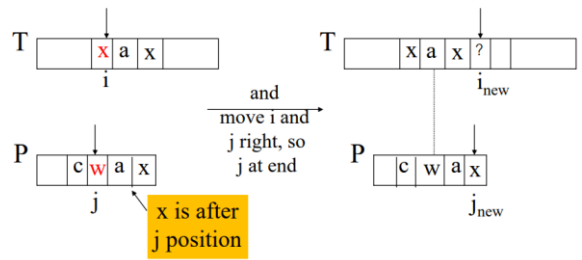 T x a x
i
P c w a x
j
x is after
j position
and
move i and
j right, so
j at end
T x a x ?
i new
P c w a x
j new